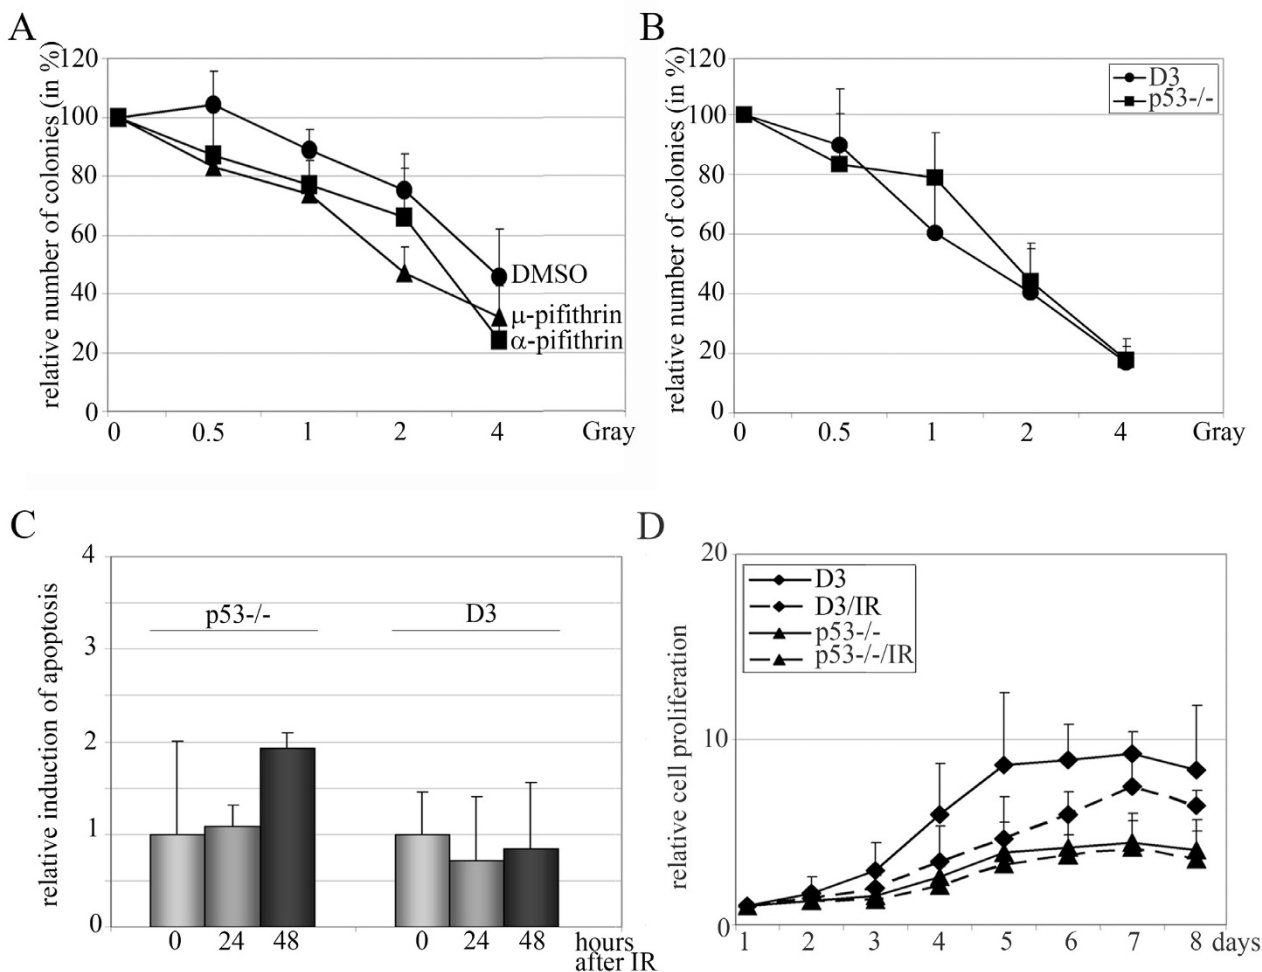 A
relative number of colonies (in %)
120
100
80
60
40
20
0
0 0.5 1 2 4 Gray
DMSO
μ-pifithrin
α-pifithrin
B
relative number of colonies (in %)
120
100
80
60
40
20
0
0 0.5 1 2 4 Gray
D3
p53-/-
C
relative induction of apoptosis
4
3
2
1
0
p53-/- D3
0 24 48 0 24 48 hours
after IR
D
relative cell proliferation
20
10
0
D3
D3/IR
p53-/-
p53-/-/IR
1 2 3 4 5 6 7 8 days